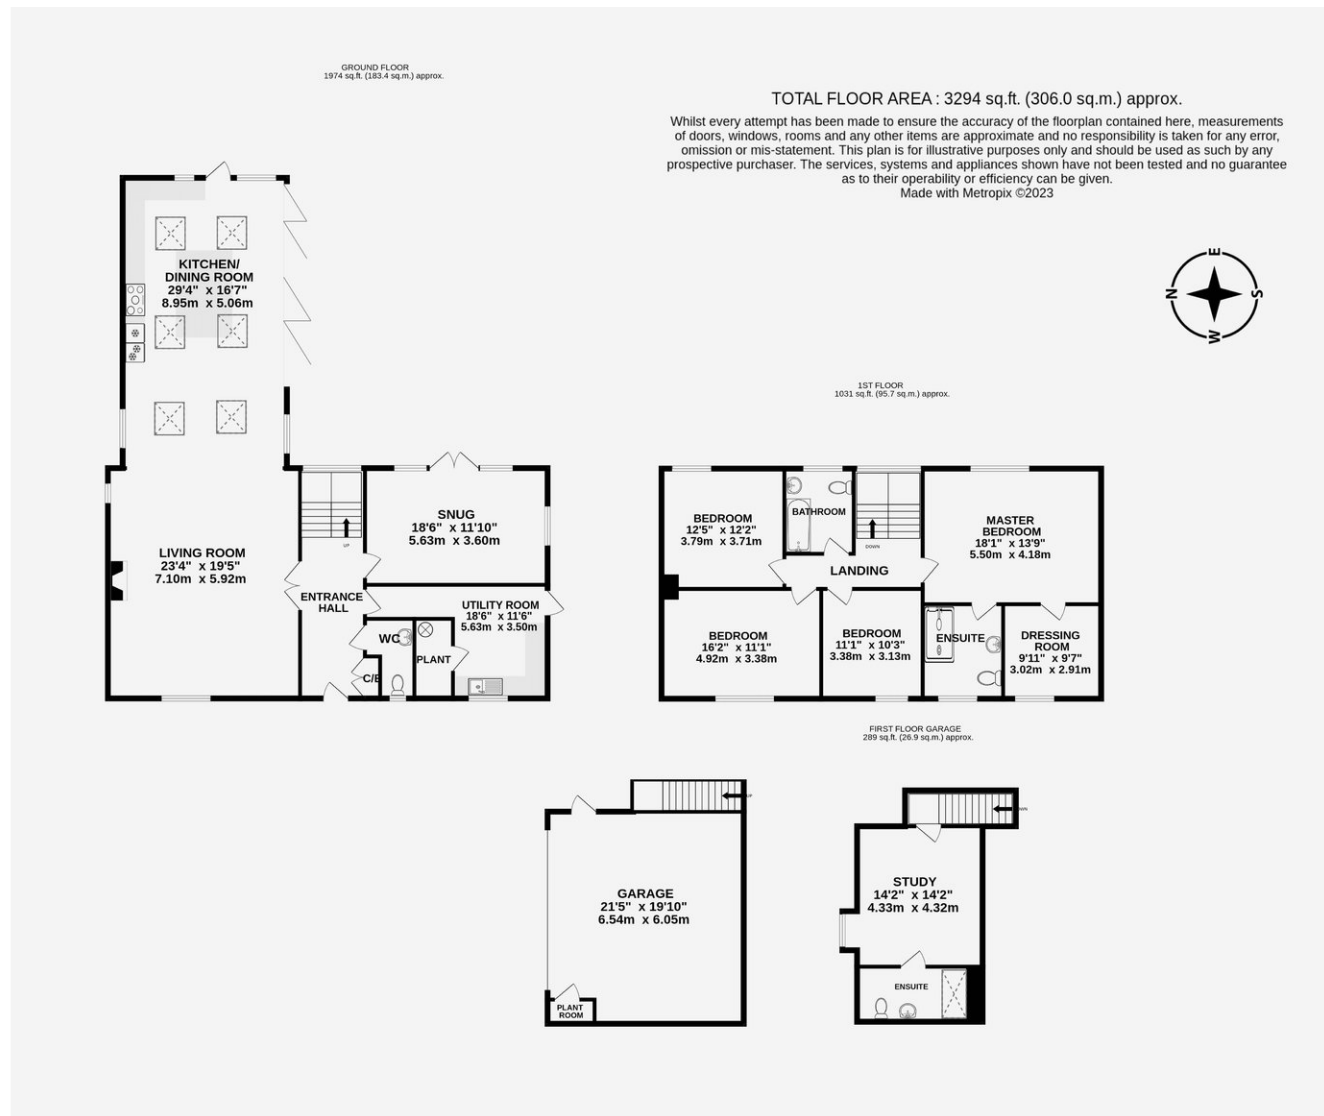 GROUND FLOOR
1974 sq.ft. (183.4 sq.m.) approx.
TOTAL FLOOR AREA : 3294 sq.ft. (306.0 sq.m.) approx.
Whilst every attempt has been made to ensure the accuracy of the floorplan contained here, measurements
of doors, windows, rooms and any other items are approximate and no responsibility is taken for any error,
omission or mis-statement. This plan is for illustrative purposes only and should be used as such by any
prospective purchaser. The services, systems and appliances shown have not been tested and no guarantee
as to their operability or efficiency can be given.
Made with Metropix ©2023
E
N
S
W
KITCHEN/
DINING ROOM
29'4" x 16'7"
8.95m x 5.06m
SNUG
18'6" x 11'10"
5.63m x 3.60m
LIVING ROOM
23'4" x 19'5"
7.10m x 5.92m
UP
ENTRANCE
HALL
UTILITY ROOM
18'6" x 11'6"
5.63m x 3.50m
WC
PLANT
1ST FLOOR
1031 sq.ft. (95.7 sq.m.) approx.
BEDROOM
12'5" x 12'2"
3.79m x 3.71m
BATHROOM
DOWN
MASTER
BEDROOM
18'1" x 13'9"
5.50m x 4.18m
LANDING
BEDROOM
16'2" x 11'1"
4.92m x 3.38m
BEDROOM
11'1" x 10'3"
3.38m x 3.13m
ENSUITE
DRESSING
ROOM
9'11" x 9'7"
3.02m x 2.91m
FIRST FLOOR GARAGE
289 sq.ft. (26.9 sq.m.) approx.
GARAGE
21'5" x 19'10"
6.54m x 6.05m
PLANT
ROOM
STUDY
14'2" x 14'2"
4.33m x 4.32m
ENSUITE